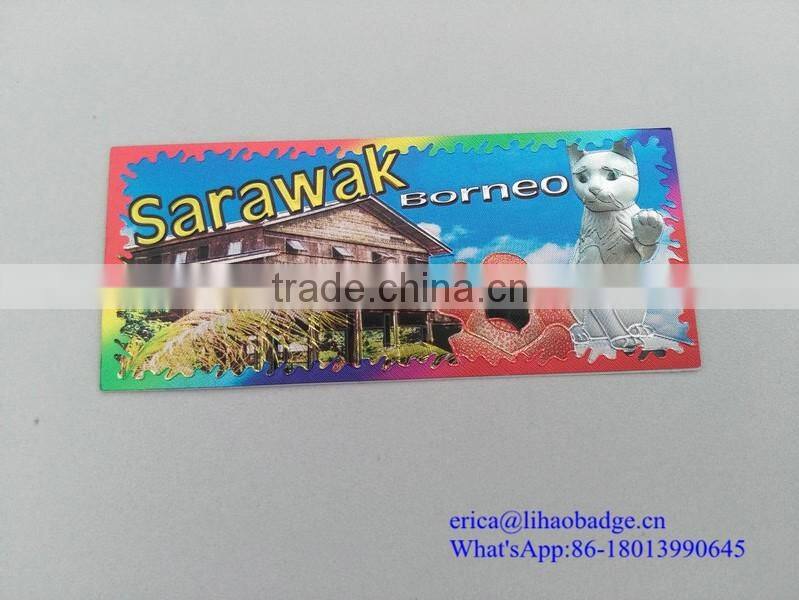 Sarawak
Borneo
trade.china.cn
erica@lihaobadge.cn
What'sApp:86-18013990645